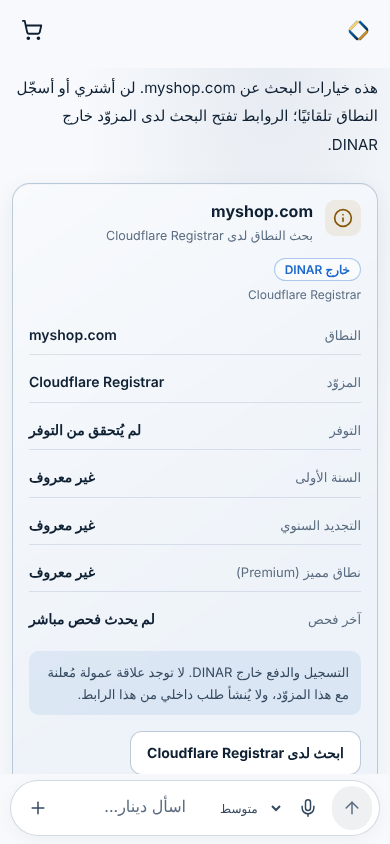 هذه خيارات البحث عن myshop.com. لن أشتري أو أسجّل
النطاق تلقائيًا؛ الروابط تفتح البحث لدى المزوّد خارج
DINAR.
myshop.com
بحث النطاق لدى Cloudflare Registrar
خارج DINAR
Cloudflare Registrar
النطاق myshop.com
المزوّد Cloudflare Registrar
التوفر لم يُتحقق من التوفر
السنة الأولى غير معروف
التجديد السنوي غير معروف
نطاق مميز (Premium) غير معروف
آخر فحص لم يحدث فحص مباشر
التسجيل والدفع خارج DINAR. لا توجد علاقة عمولة مُعلنة
مع هذا المزوّد، ولا يُنشأ طلب داخلي من هذا الرابط.
ابحث لدى Cloudflare Registrar
اسأل دينار...
متوسط